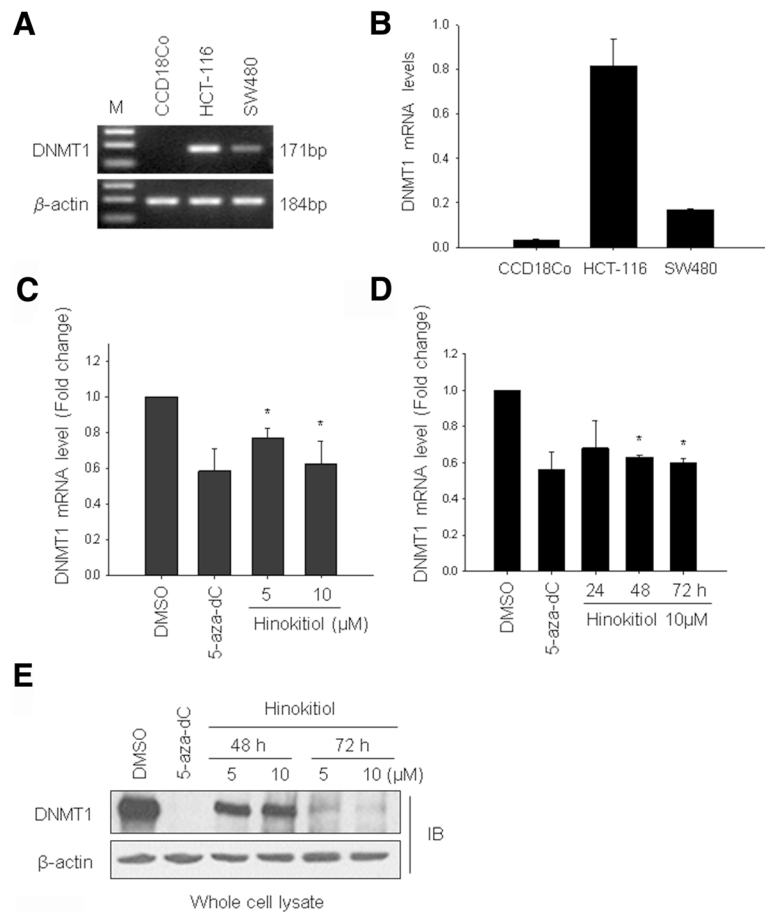 A
M
CCD18Co
HCT-116
SW480
DNMT1
171bp
β-actin
184bp
B
DNMT1 mRNA levels
1.0
0.8
0.6
0.4
0.2
0.0
CCD18Co HCT-116 SW480
C
DNMT1 mRNA level (Fold change)
1.2
1.0
0.8
0.6
0.4
0.2
0.0
* *
DMSO
5-aza-dC
5 10
Hinokitiol (μM)
D
DNMT1 mRNA level (Fold change)
1.2
1.0
0.8
0.6
0.4
0.2
0.0
* *
DMSO
5-aza-dC
24 48 72 h
Hinokitiol 10μM
E
DMSO
5-aza-dC
Hinokitiol
48 h 72 h
5 10 5 10 (μM)
DNMT1
β-actin
IB
Whole cell lysate